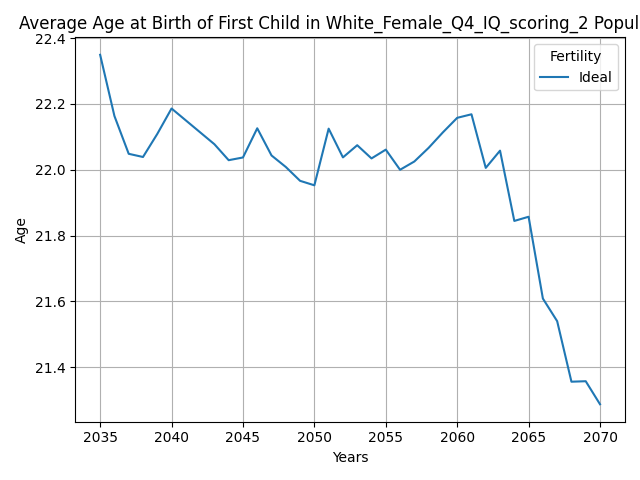 Average Age at Birth of First Child in White_Female_Q4_IQ_scoring_2 Popul
22.4
22.2
22.0
21.8
21.6
21.4
Age
Fertility
Ideal
2035 2040 2045 2050 2055 2060 2065 2070
Years